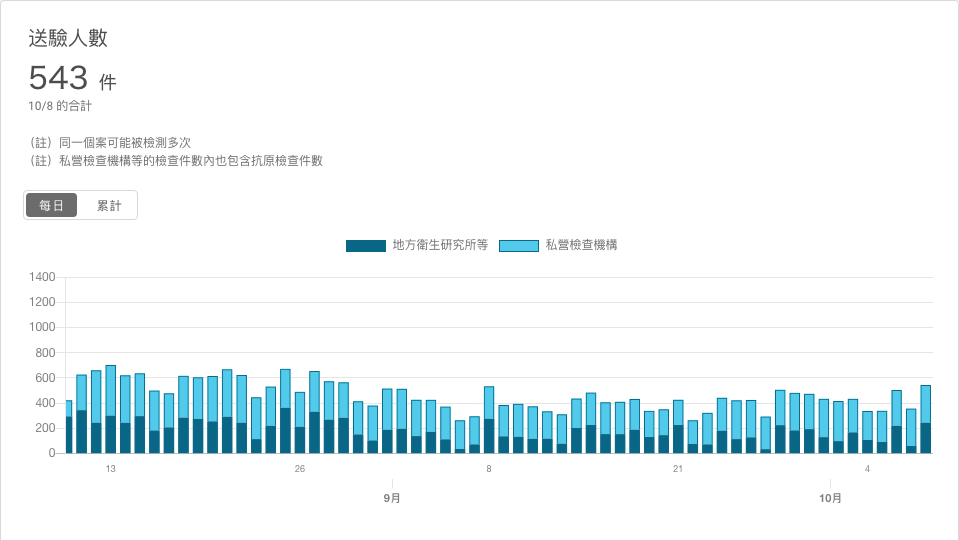 送驗人數
543 件
10/8 的合計
（註）同一個案可能被檢測多次
（註）私營檢查機構等的檢查件數內也包含抗原檢查件數
每日 累計
地方衛生研究所等 私營檢查機構
1400
1200
1000
800
600
400
200
0
13 26 8 21 4
9月 10月